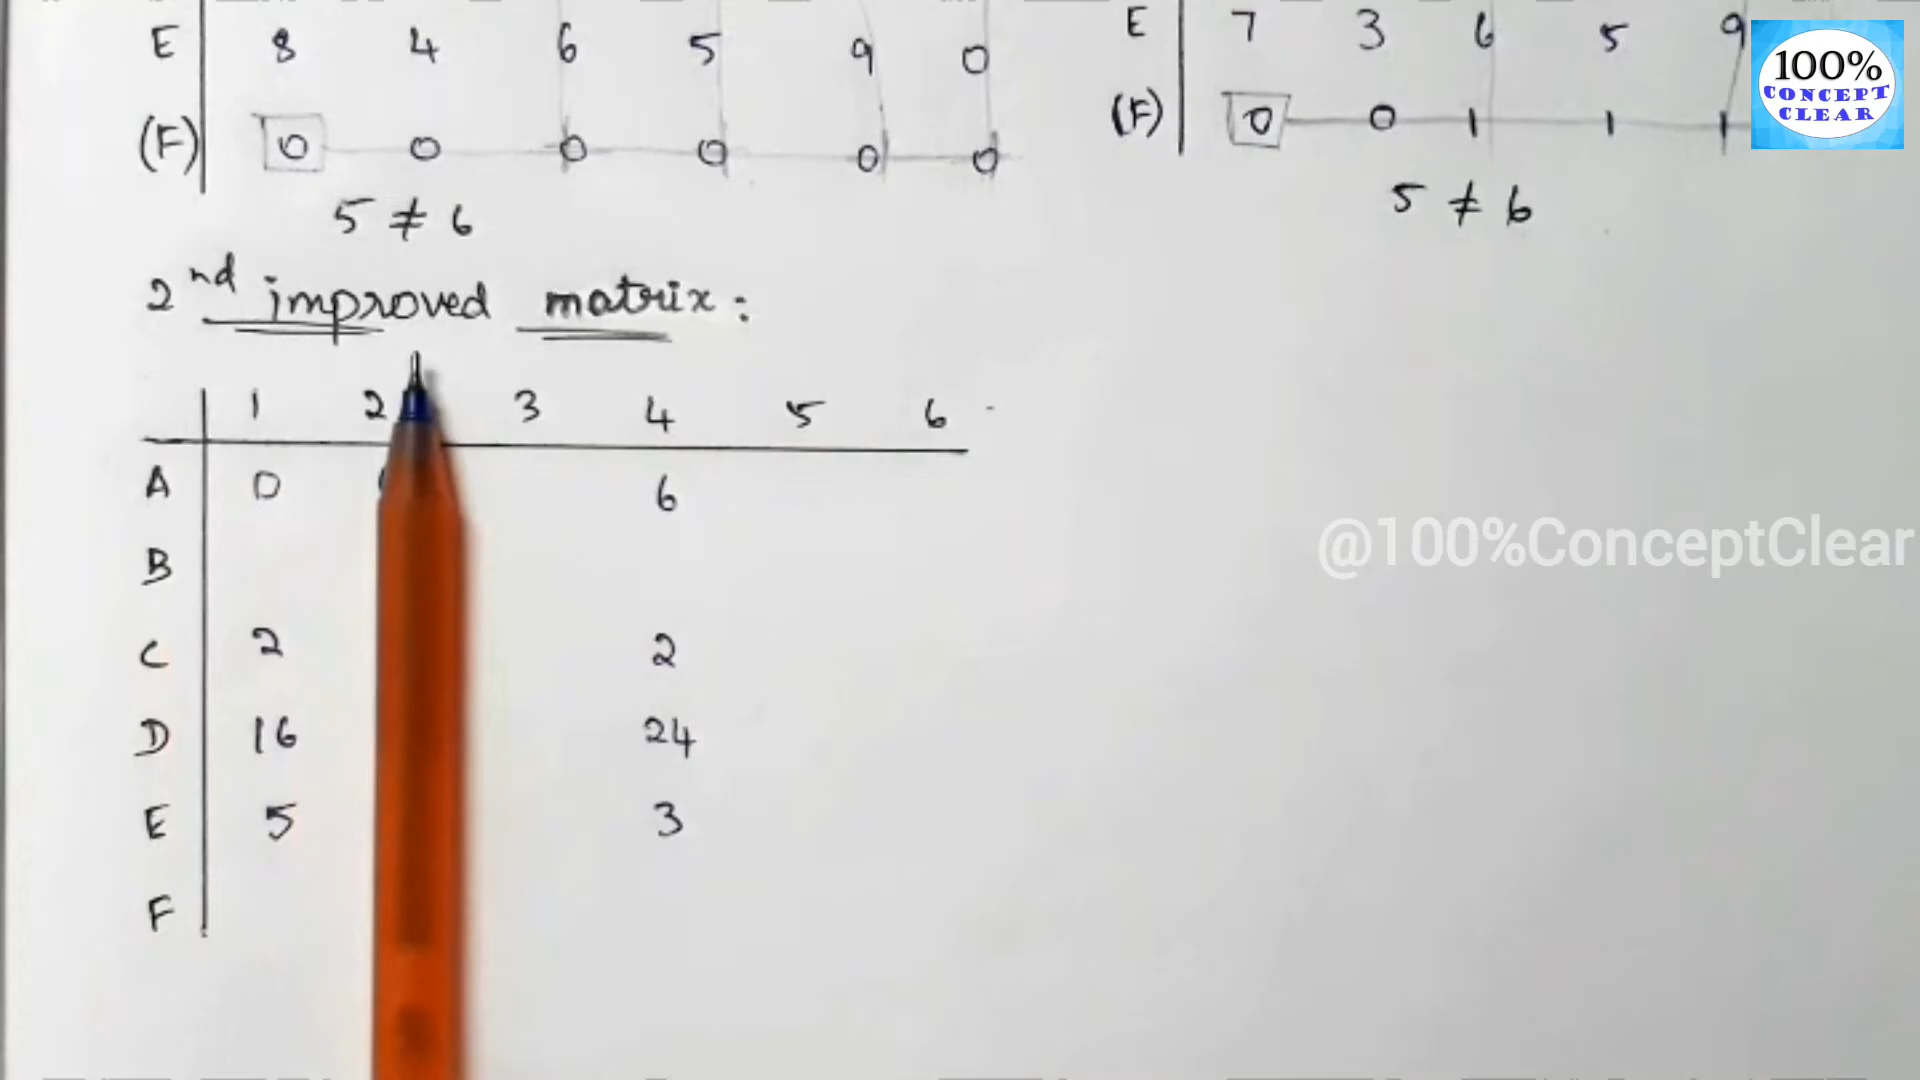 E 8 4 6 5 9 0
(F) 0 0 0 0 0 0
5 ≠ 6
E 7 3 6 5 9
(F) 0 0 1 1 1
5 ≠ 6
100%
CONCEPT
CLEAR
2nd improved matrix:
1 2 3 4 5 6
A 0 6
B
C 2 2
D 16 24
E 5 3
F
@100%ConceptClear